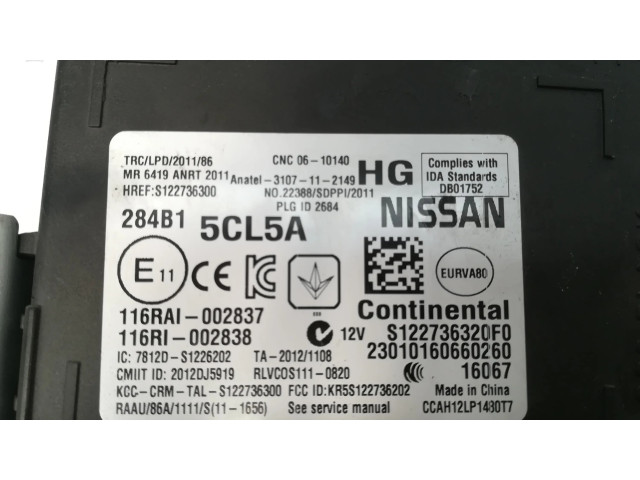 TRC/LPD/2011/86 CNC 06-10140
MR 6419 ANRT 2011 Anatel-3107-11-2149 HG Complies with
IDA Standards
DB01752
HREF:S122736300 NO.22388/SDPPI/2011
PLG ID 2684
284B1 5CL5A NISSAN
E11 CE KC EURVA80
116RAI-002837 Continental
116RI-002838 12V S122736320F0
IC: 7812D-S1226202 TA-2012/1108 23010160660260
CMIIT ID: 2012DJ5919 RLVCOS111-0820 16067
KCC-CRM-TAL-S122736300 FCC ID:KR5S122736202 Made in China
RAAU/86A/1111/S(11-1656) See service manual CCAH12LP1480T7